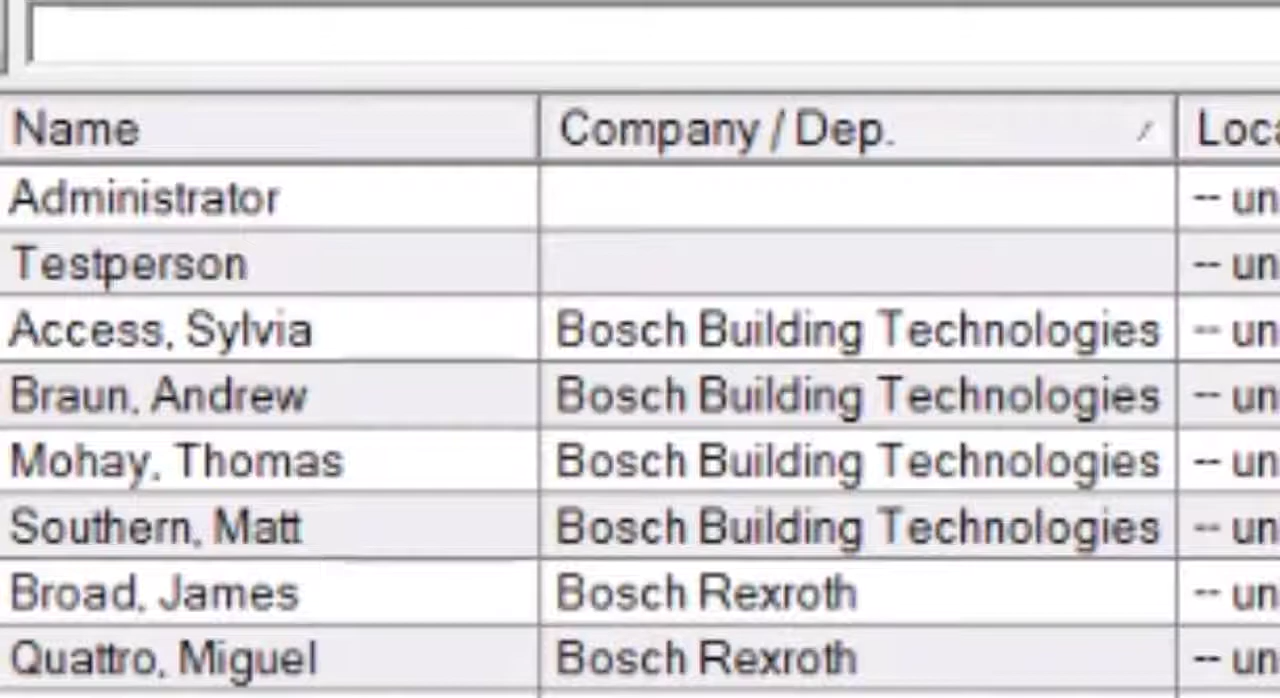 Name Company / Dep. Loca
Administrator -- un
Testperson -- un
Access, Sylvia Bosch Building Technologies -- un
Braun, Andrew Bosch Building Technologies -- un
Mohay, Thomas Bosch Building Technologies -- un
Southern, Matt Bosch Building Technologies -- un
Broad, James Bosch Rexroth -- un
Quattro, Miguel Bosch Rexroth -- un